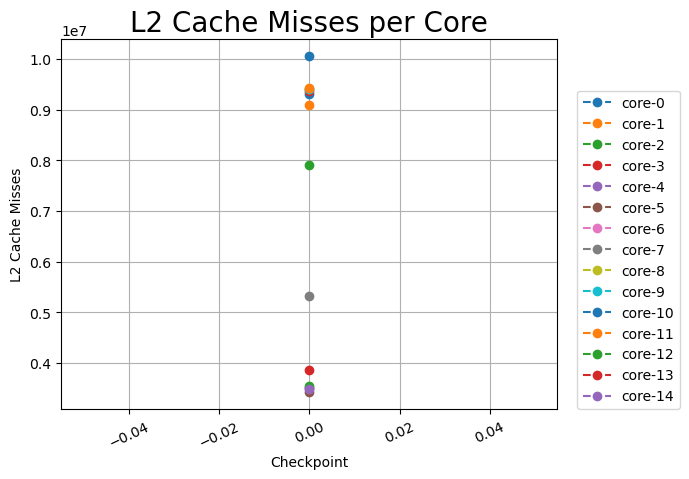 L2 Cache Misses per Core
1e7
1.0
0.9
0.8
0.7
0.6
0.5
0.4
L2 Cache Misses
−0.04
−0.02
0.00
0.02
0.04
Checkpoint
core-0
core-1
core-2
core-3
core-4
core-5
core-6
core-7
core-8
core-9
core-10
core-11
core-12
core-13
core-14